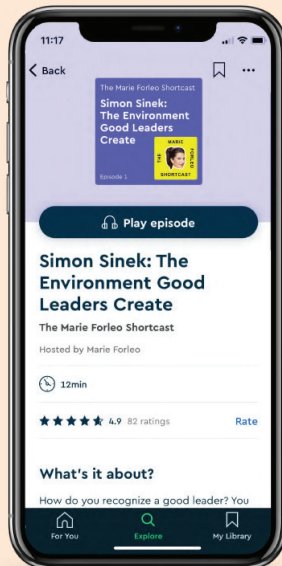 11:17
Back
The Marie Forleo Shortcast
Simon Sinek:
The Environment
Good Leaders
Create
THE
MARIE
FORLEO
SHORTCAST
Episode 1
Play episode
Simon Sinek: The
Environment Good
Leaders Create
The Marie Forleo Shortcast
Hosted by Marie Forleo
12min
4.9 82 ratings Rate
What's it about?
How do you recognize a good leader? You
For You Explore My Library